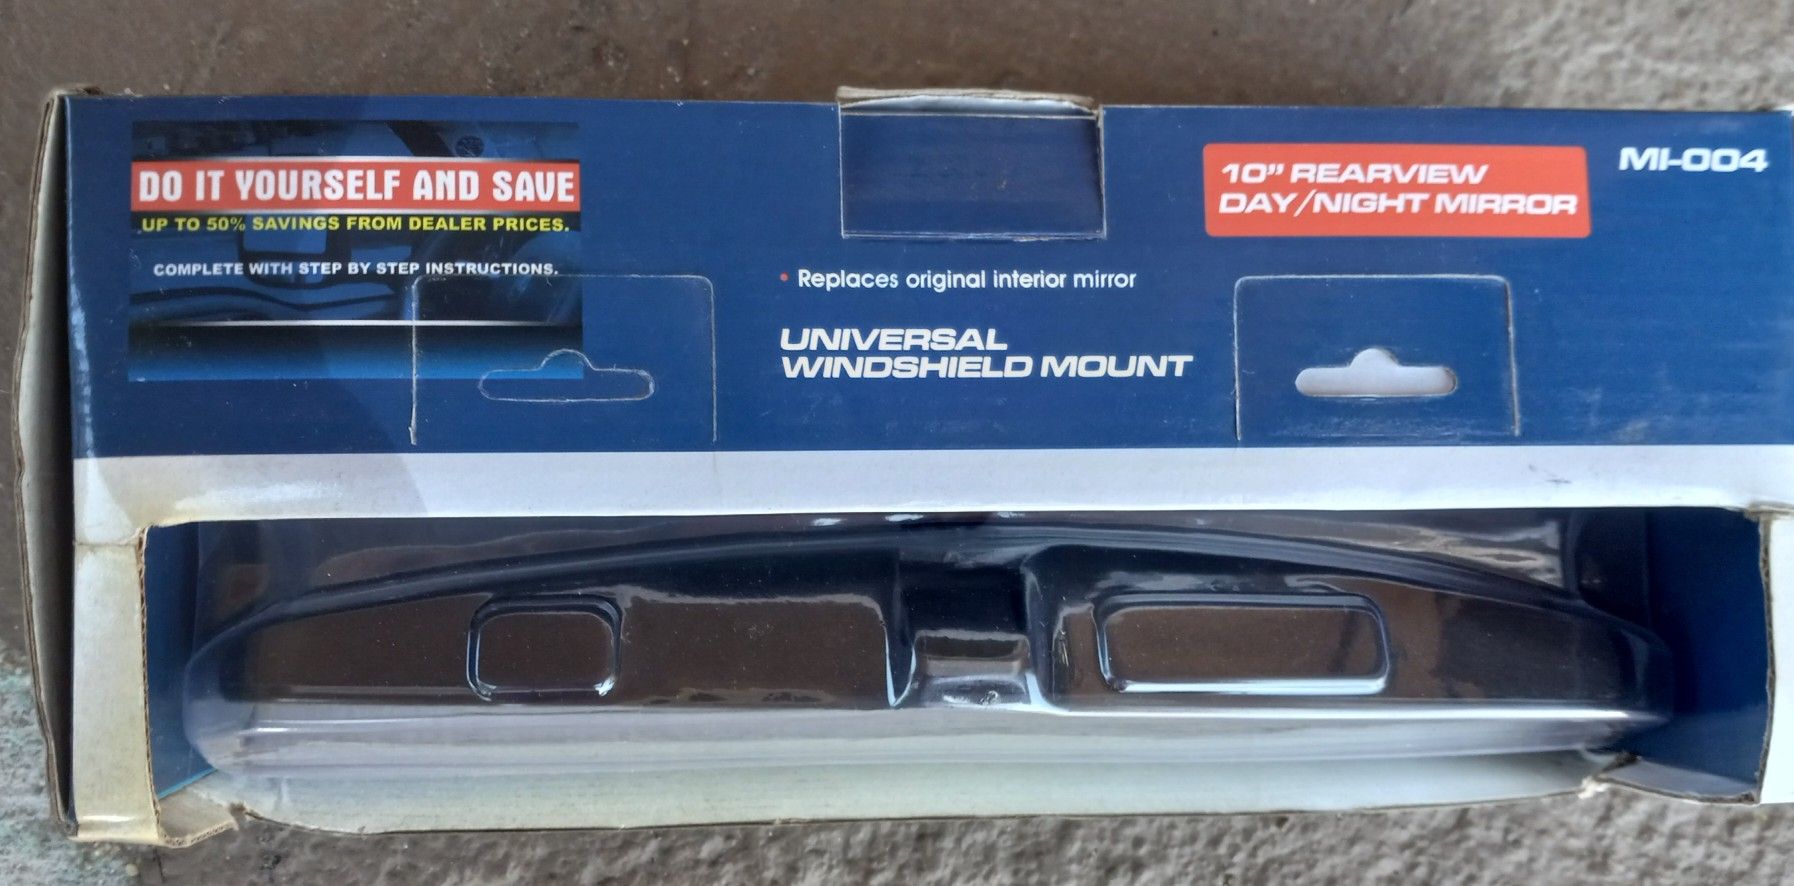 DO IT YOURSELF AND SAVE
UP TO 50% SAVINGS FROM DEALER PRICES.
COMPLETE WITH STEP BY STEP INSTRUCTIONS.
• Replaces original interior mirror
UNIVERSAL
WINDSHIELD MOUNT
10” REARVIEW
DAY/NIGHT MIRROR
MI-004